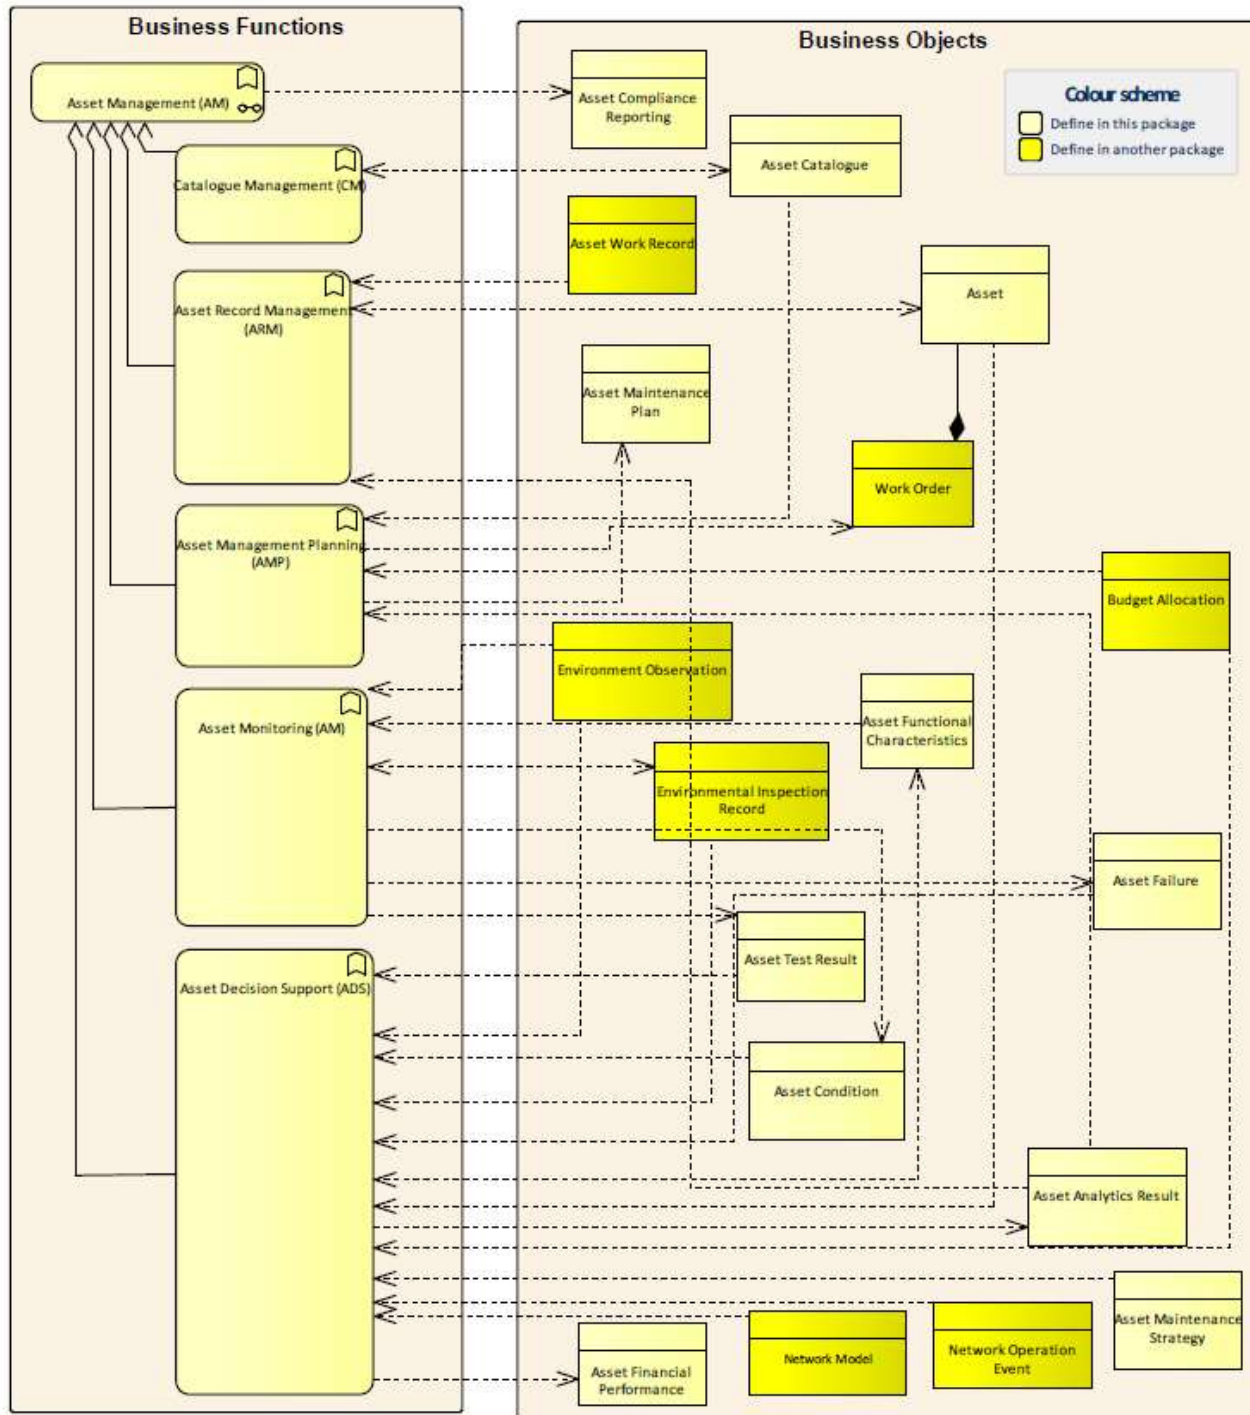 Business Functions
Business Objects
Colour scheme
Define in this package
Define in another package
Asset Management (AM)
Asset Compliance
Reporting
Catalogue Management (CM)
Asset Catalogue
Asset Work Record
Asset Record Management
(ARM)
Asset
Asset Maintenance
Plan
Work Order
Asset Management Planning
(AMP)
Budget Allocation
Environment Observation
Asset Monitoring (AM)
Asset Functional
Characteristics
Environmental Inspection
Record
Asset Failure
Asset Test Result
Asset Decision Support (ADS)
Asset Condition
Asset Analytics Result
Asset Maintenance
Strategy
Network Operation
Event
Network Model
Asset Financial
Performance